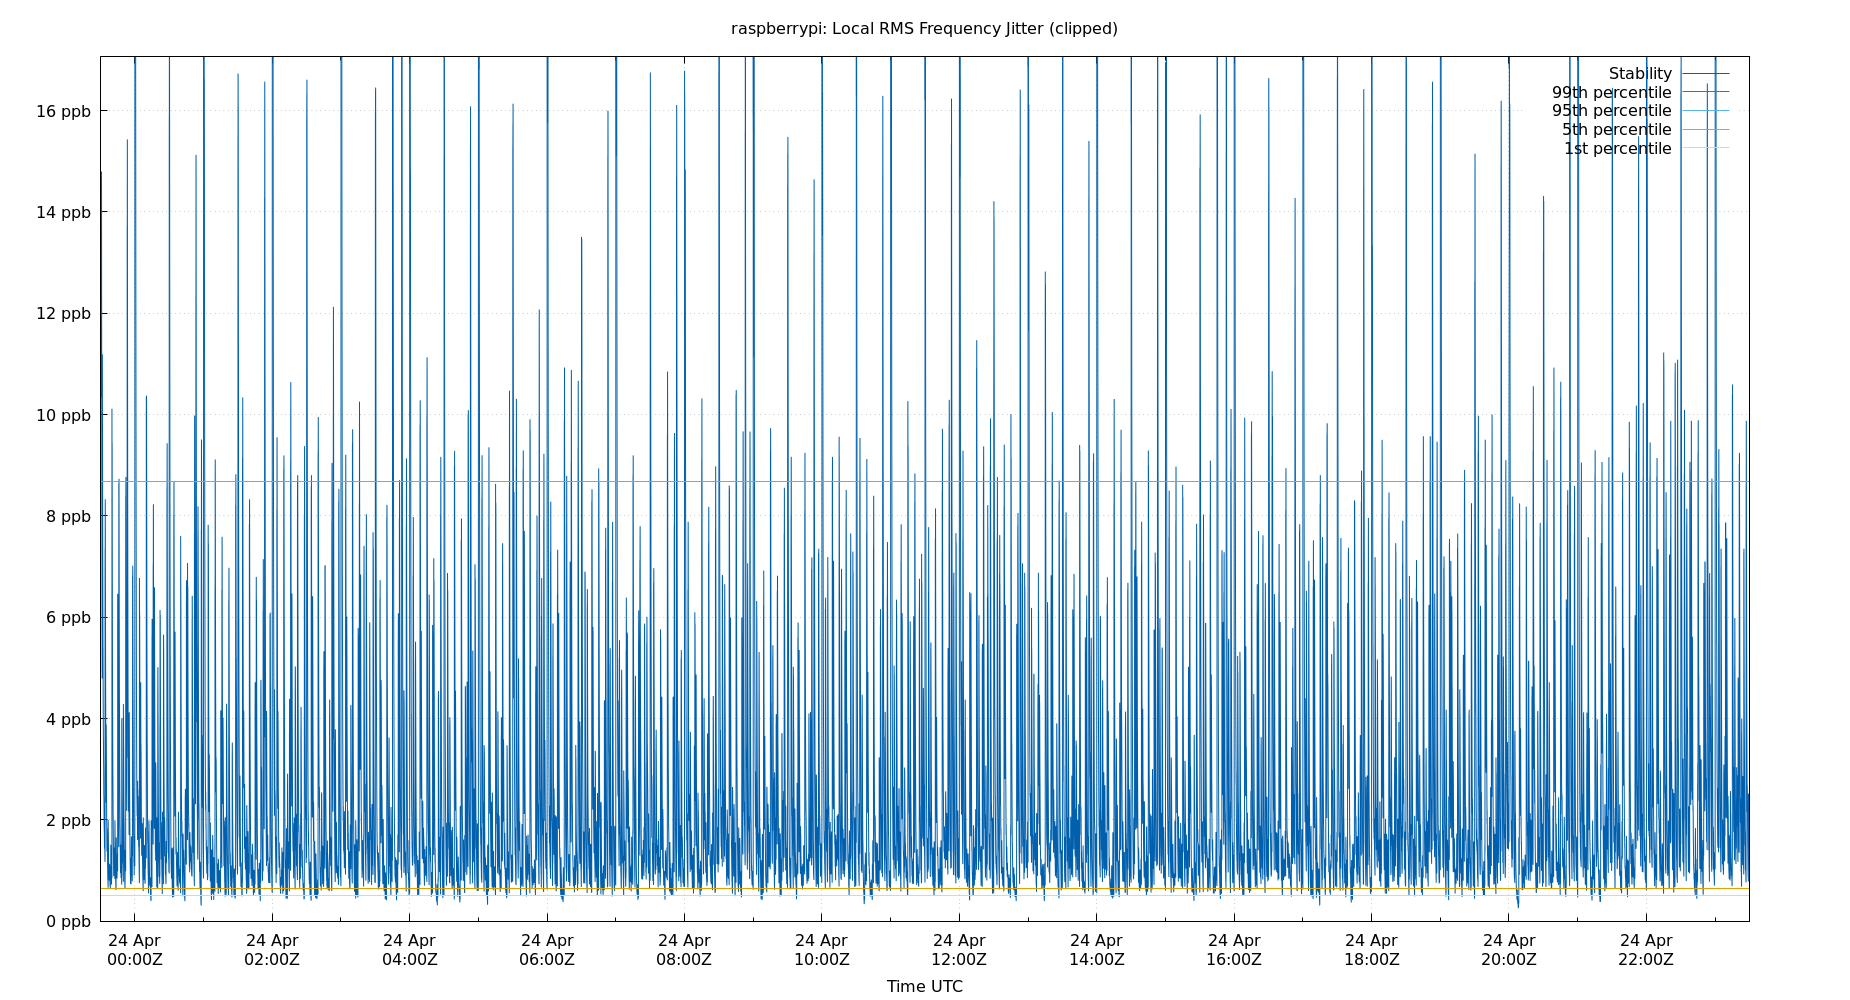 raspberrypi: Local RMS Frequency Jitter (clipped)
Stability
99th percentile
95th percentile
5th percentile
1st percentile
16 ppb
14 ppb
12 ppb
10 ppb
8 ppb
6 ppb
4 ppb
2 ppb
0 ppb
24 Apr 24 Apr 24 Apr 24 Apr 24 Apr 24 Apr 24 Apr 24 Apr 24 Apr 24 Apr 24 Apr 24 Apr
00:00Z 02:00Z 04:00Z 06:00Z 08:00Z 10:00Z 12:00Z 14:00Z 16:00Z 18:00Z 20:00Z 22:00Z
Time UTC